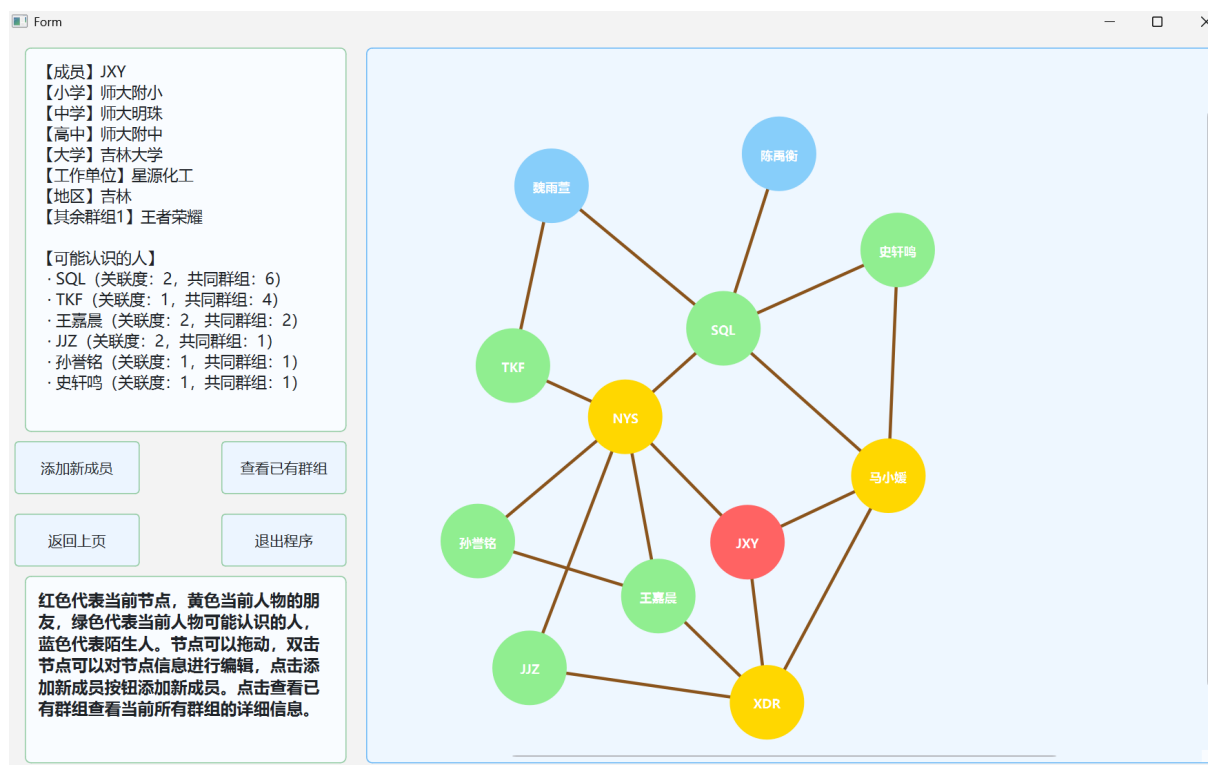 Form
【成员】JXY
【小学】师大附小
【中学】师大明珠
【高中】师大附中
【大学】吉林大学
【工作单位】星源化工
【地区】吉林
【其余群组1】王者荣耀
【可能认识的人】
· SQL（关联度：2，共同群组：6）
· TKF（关联度：1，共同群组：4）
· 王嘉晨（关联度：2，共同群组：2）
· JJZ（关联度：2，共同群组：1）
· 孙誉铭（关联度：1，共同群组：1）
· 史轩鸣（关联度：1，共同群组：1）
添加新成员
查看已有群组
返回上页
退出程序
红色代表当前节点，黄色当前人物的朋
友，绿色代表当前人物可能认识的人，
蓝色代表陌生人。节点可以拖动，双击
节点可以对节点信息进行编辑，点击添
加新成员按钮添加新成员。点击查看已
有群组查看当前所有群组的详细信息。
陈禹衡
魏雨萱
史轩鸣
SQL
TKF
NYS
马小媛
孙誉铭
JXY
王嘉晨
JJZ
XDR